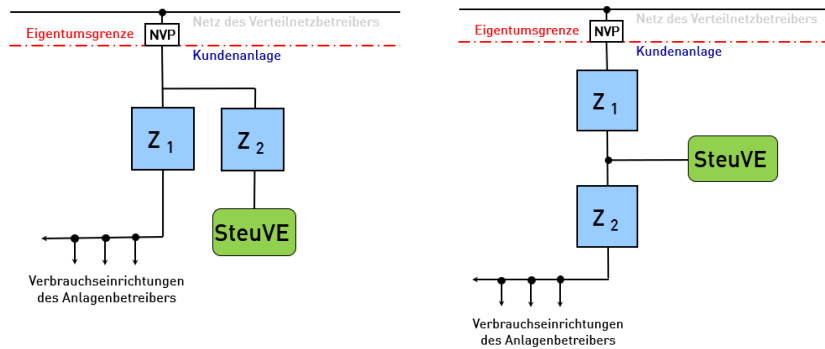 Netz des Verteilnetzbetreibers
Eigentumsgrenze
NVP
Kundenanlage
Z 1
Z 2
SteuVE
Verbrauchseinrichtungen
des Anlagenbetreibers
Netz des Verteilnetzbetreibers
Eigentumsgrenze
NVP
Kundenanlage
Z 1
SteuVE
Z 2
Verbrauchseinrichtungen
des Anlagenbetreibers